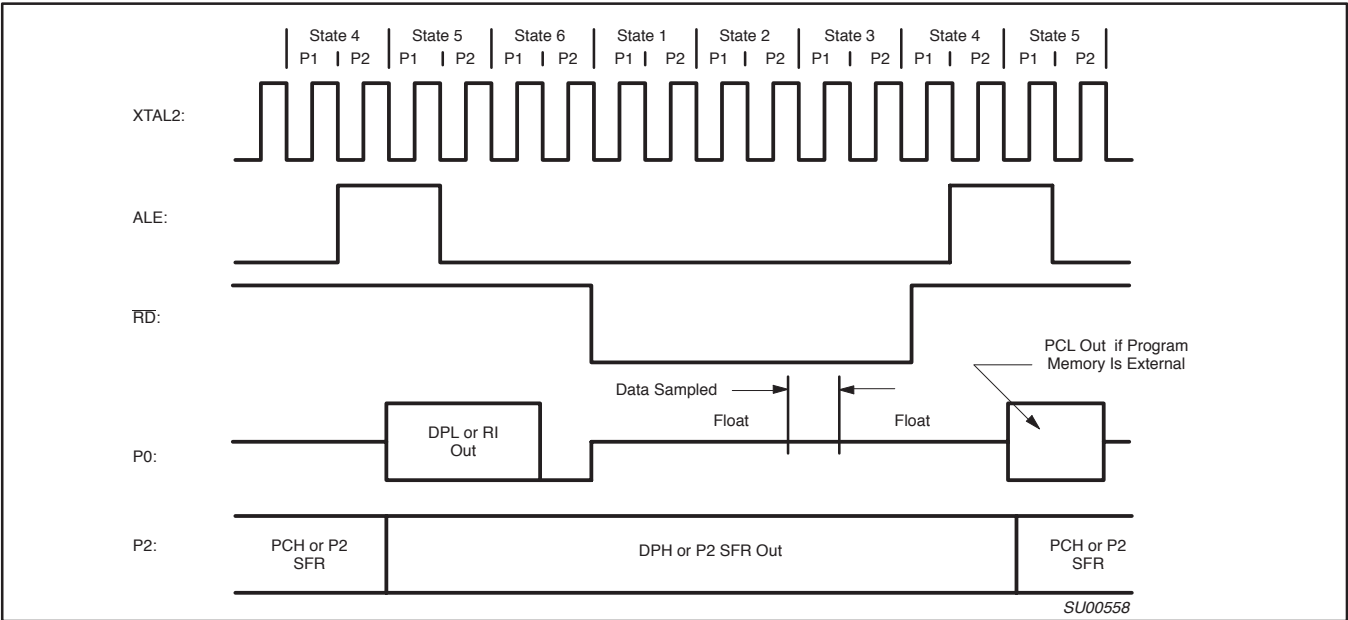 State 4 State 5 State 6 State 1 State 2 State 3 State 4 State 5
P1 P2 P1 P2 P1 P2 P1 P2 P1 P2 P1 P2 P1 P2 P1 P2
XTAL2:
ALE:
RD:
PCL Out if Program
Memory Is External
Data Sampled
Float Float
DPL or RI
Out
P0:
P2:
PCH or P2
SFR
DPH or P2 SFR Out
PCH or P2
SFR
SU00558